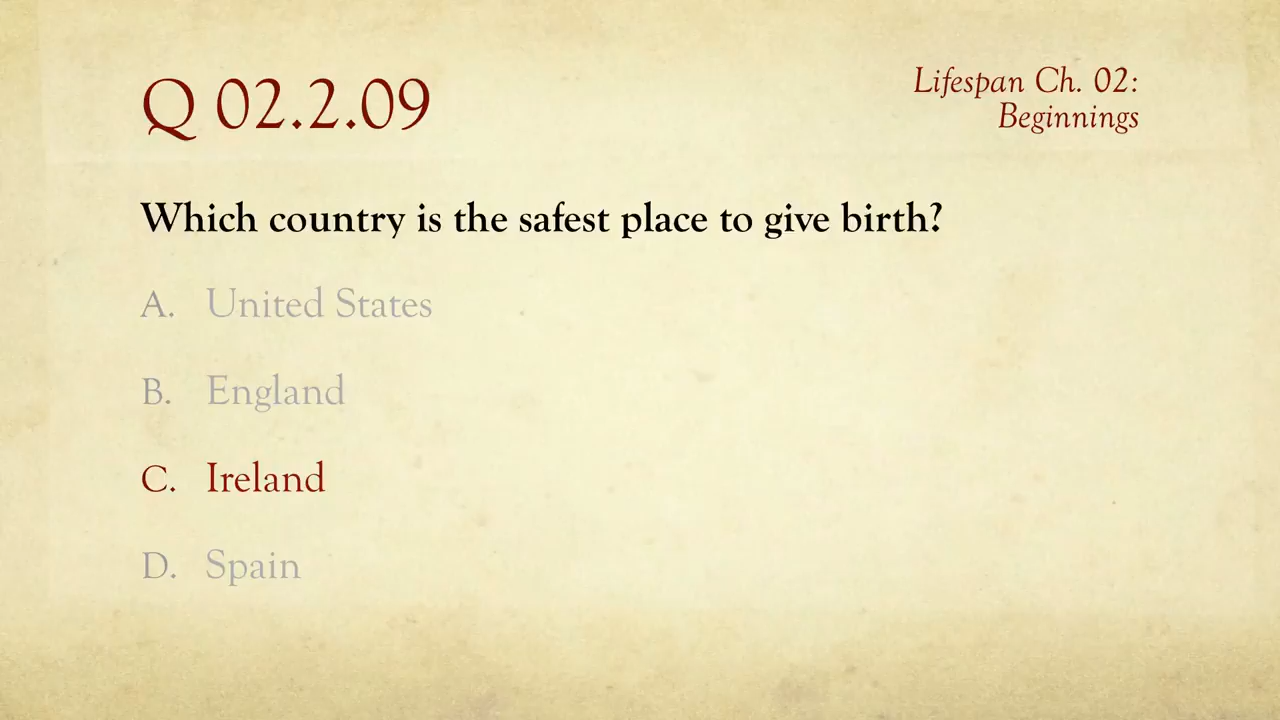 Q 02.2.09
Lifespan Ch. 02:
Beginnings
Which country is the safest place to give birth?
A. United States
B. England
C. Ireland
D. Spain